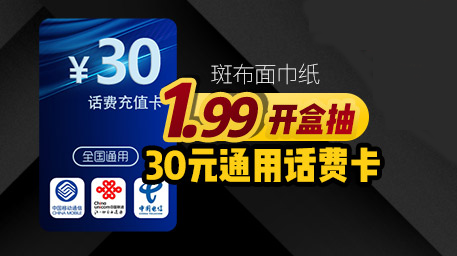 ¥30
话费充值卡
全国通用
中国移动通信
CHINA MOBILE
China
unicom中国联通
中国电信
CHINA TELECOM
斑布面巾纸
1.99开盒抽
30元通用话费卡